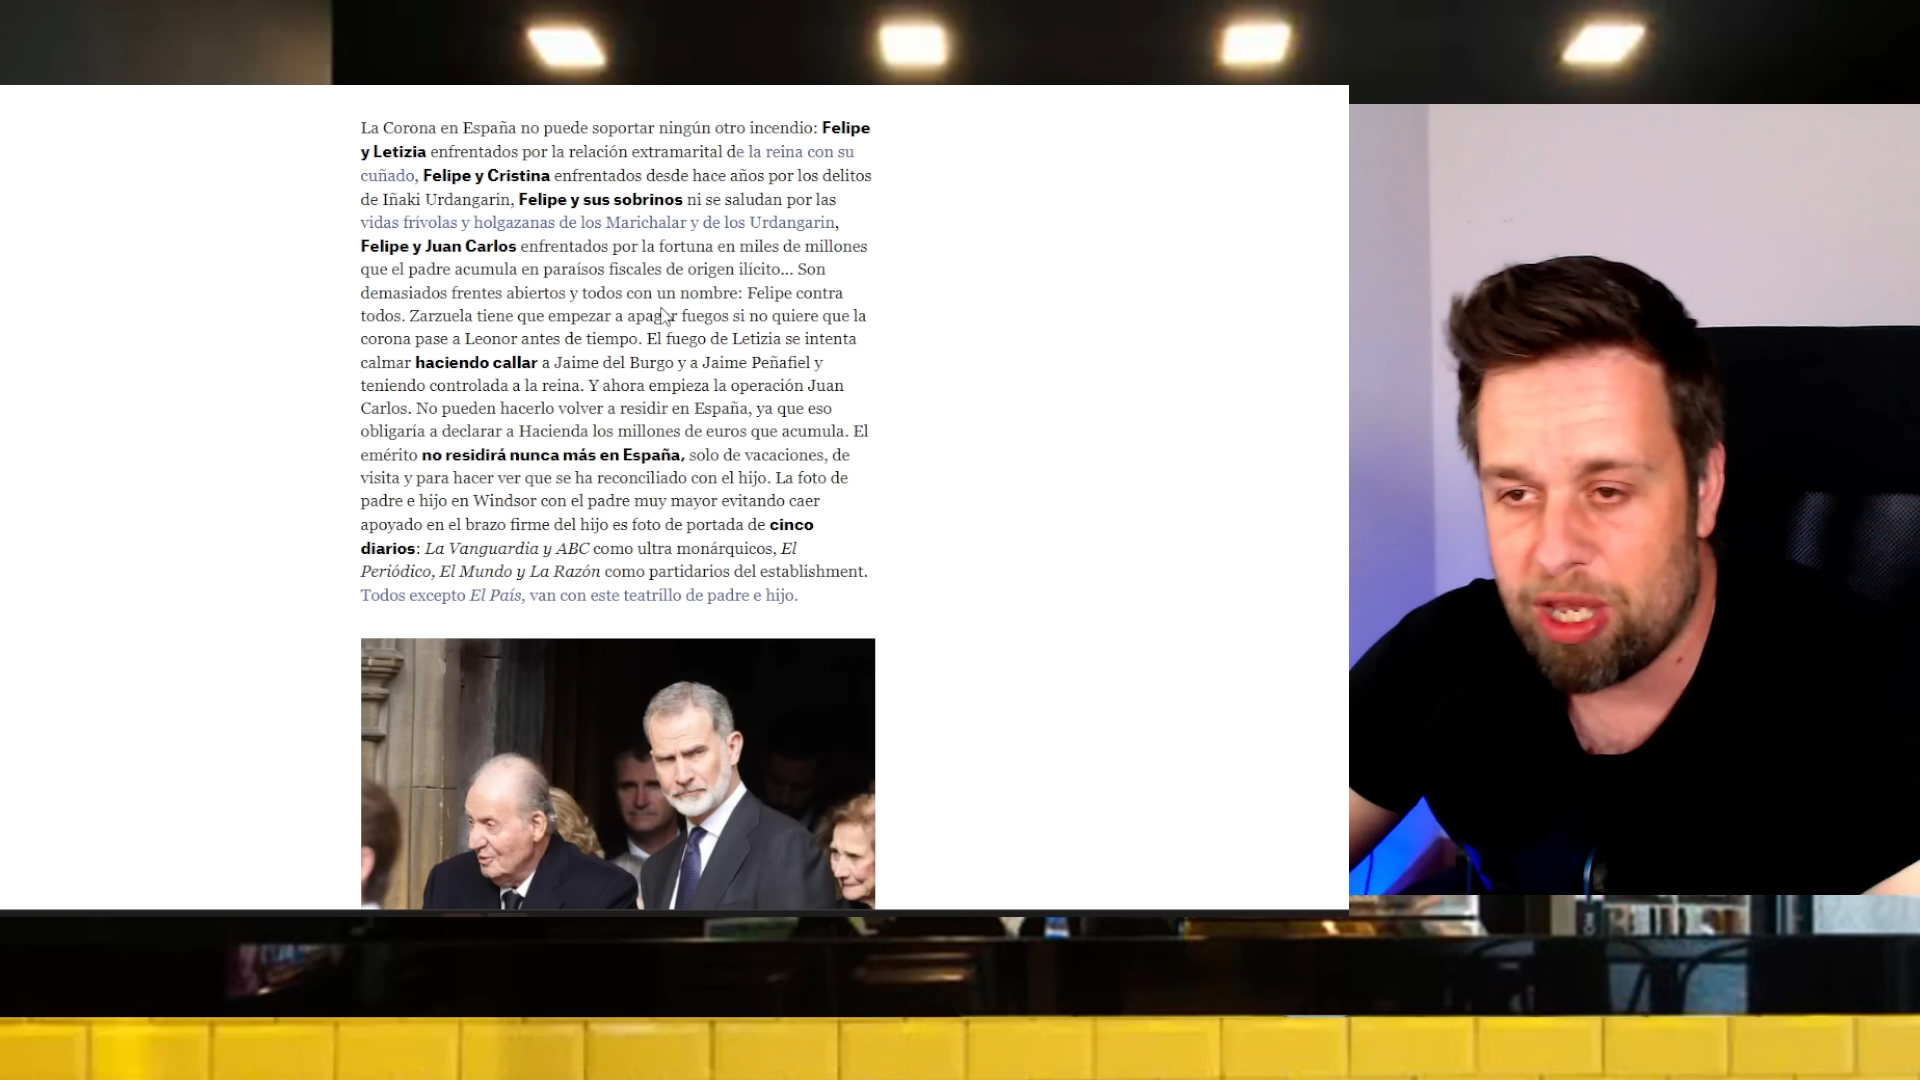 La Corona en España no puede soportar ningún otro incendio: Felipe
y Letizia enfrentados por la relación extramarital de la reina con su
cuñado, Felipe y Cristina enfrentados desde hace años por los delitos
de Iñaki Urdangarin, Felipe y sus sobrinos ni se saludan por las
vidas frívolas y holgazanas de los Marichalar y de los Urdangarin,
Felipe y Juan Carlos enfrentados por la fortuna en miles de millones
que el padre acumula en paraísos fiscales de origen ilícito... Son
demasiados frentes abiertos y todos con un nombre: Felipe contra
todos. Zarzuela tiene que empezar a apagar fuegos si no quiere que la
corona pase a Leonor antes de tiempo. El fuego de Letizia se intenta
calmar haciendo callar a Jaime del Burgo y a Jaime Peñafiel y
teniendo controlada a la reina. Y ahora empieza la operación Juan
Carlos. No pueden hacerlo volver a residir en España, ya que eso
obligaría a declarar a Hacienda los millones de euros que acumula. El
emérito no residirá nunca más en España, solo de vacaciones, de
visita y para hacer ver que se ha reconciliado con el hijo. La foto de
padre e hijo en Windsor con el padre muy mayor evitando caer
apoyado en el brazo firme del hijo es foto de portada de cinco
diarios: La Vanguardia y ABC como ultra monárquicos, El
Periódico, El Mundo y La Razón como partidarios del establishment.
Todos excepto El País, van con este teatrillo de padre e hijo.